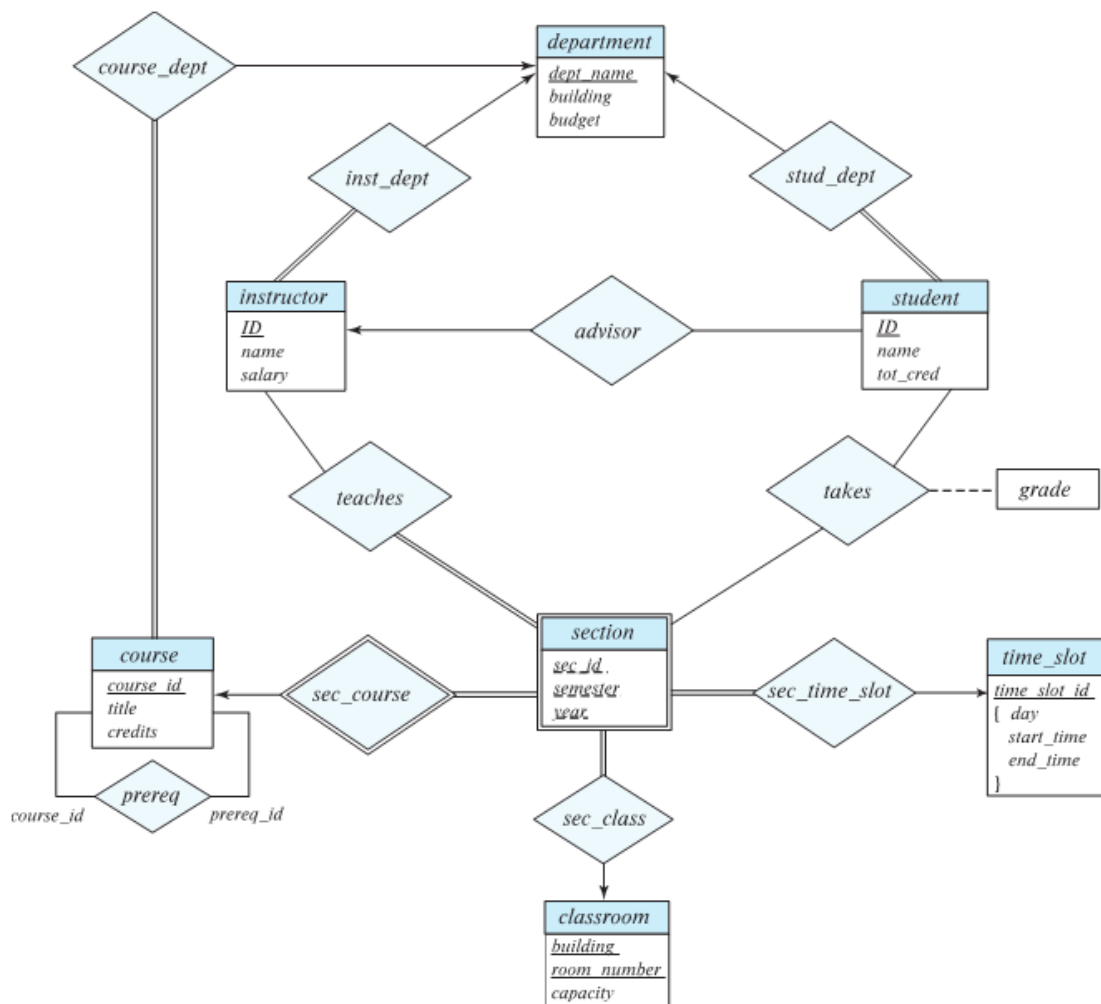 department
course_dept
dept_name
building
budget
inst_dept
stud_dept
instructor
ID
name
salary
advisor
student
ID
name
tot_cred
teaches
takes
grade
section
sec_id
semester
year
course
course_id
title
credits
sec_course
sec_time_slot
time_slot
time_slot_id
{ day
start_time
end_time
}
prereq
course_id
prereq_id
sec_class
classroom
building
room_number
capacity